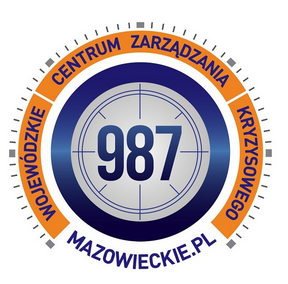 WOJEWÓDZKIE CENTRUM ZARZĄDZANIA KRYZYSOWEGO
987
MAZOWIECKIE.PL